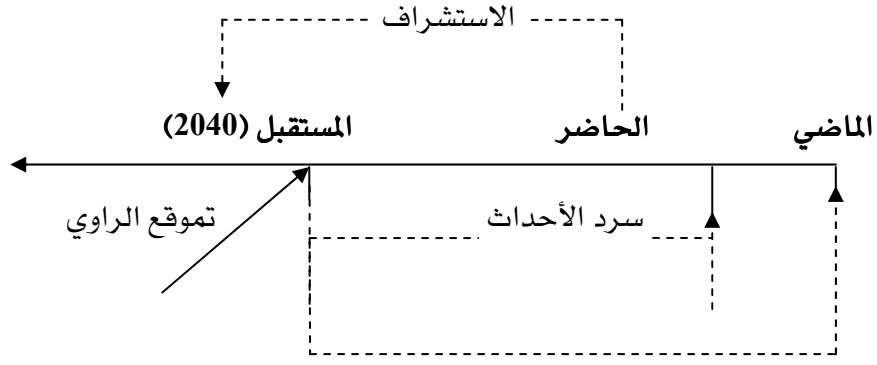 الاستشراف
الماضي الحاضر المستقبل (2040)
سرد الأحداث تموقع الراوي